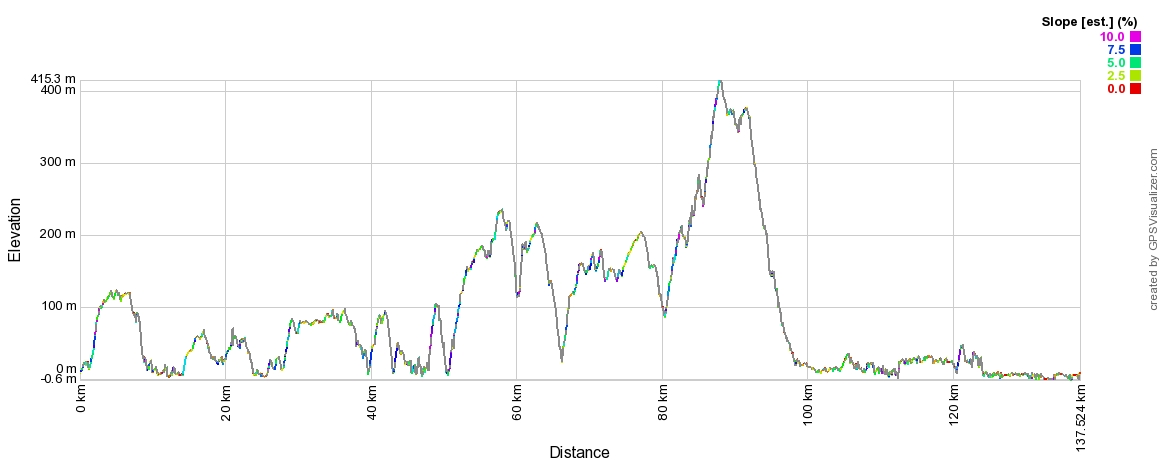 Slope [est.] (%)
10.0
7.5
5.0
2.5
0.0
415.3 m
400 m
300 m
200 m
100 m
0 m
-0.6 m
Elevation
0 km
20 km
40 km
60 km
80 km
100 km
120 km
137.524 km
Distance
created by GPSVisualizer.com